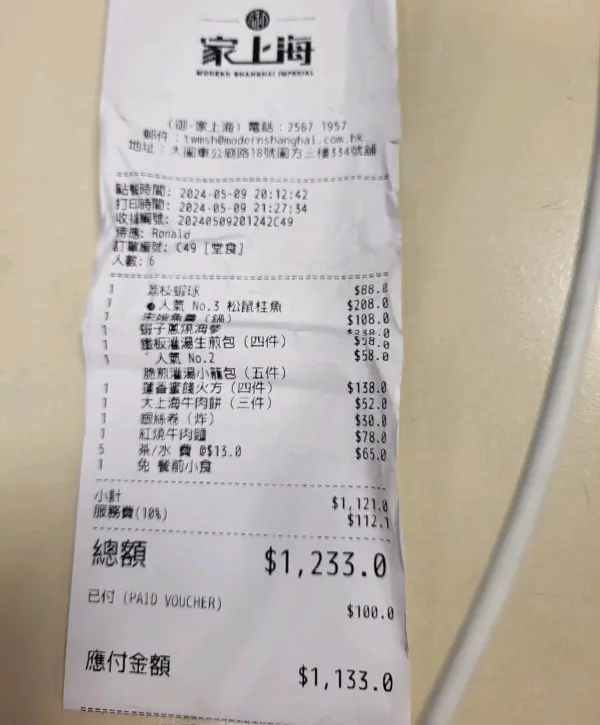 家上海
MODERN SHANGHAI IMPERIAL
(御·家上海) 電話：2567 1957
郵件：twmsh@modernshanghai.com.hk
地址：大圍車公廟路18號圍方三樓334號舖
點餐時間: 2024-05-09 20:12:42
打印時間: 2024-05-09 21:27:34
收據編號: 20240509201242C49
侍應: Ronald
訂單編號: C49 [堂食]
人數: 6
1 荔枝蝦球 $88.0
1 ●人氣 No.3 松鼠桂魚 $208.0
1 (鍋) $108.0
1 蝦子蔥燒海參 $238.0
1 鐵板灌湯生煎包（四件） $58.0
1 人氣 No.2 $58.0
脆煎灌湯小籠包（五件）
1 蓮香蜜餞火方（四件） $138.0
1 大上海牛肉餅（三件） $52.0
1 銀絲卷（炸） $30.0
1 紅燒牛肉麵 $78.0
5 茶/水 費 @$13.0 $65.0
1 免 餐前小食
小計 $1,121.0
服務費(10%) $112.1
總額 $1,233.0
已付 (PAID VOUCHER) $100.0
應付金額 $1,133.0